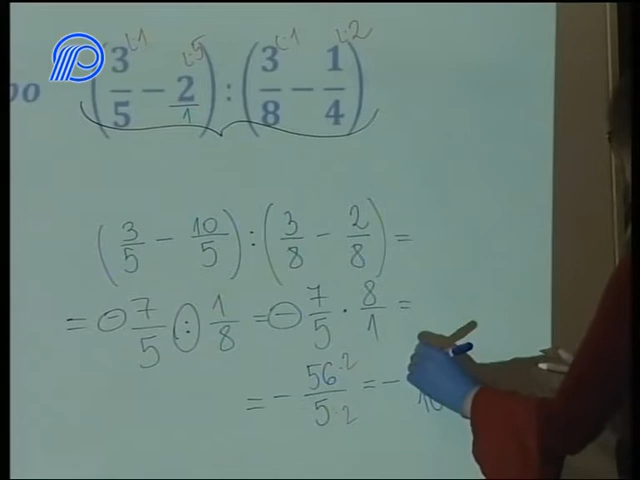 (3/5 - 2/1) : (3/8 - 1/4)
(3/5 - 10/5) : (3/8 - 2/8) =
= - 7/5 : 1/8 = - 7/5 · 8/1 =
= - 56·2/5·2 = -